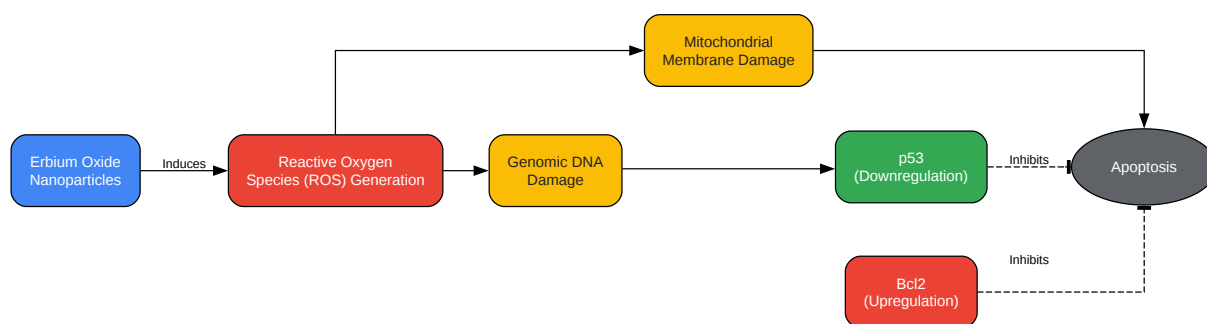 Mitochondrial
Membrane Damage
Erbium Oxide
Nanoparticles
Induces
Reactive Oxygen
Species (ROS) Generation
Genomic DNA
Damage
p53
(Downregulation)
Inhibits
Apoptosis
Inhibits
Bcl2
(Upregulation)